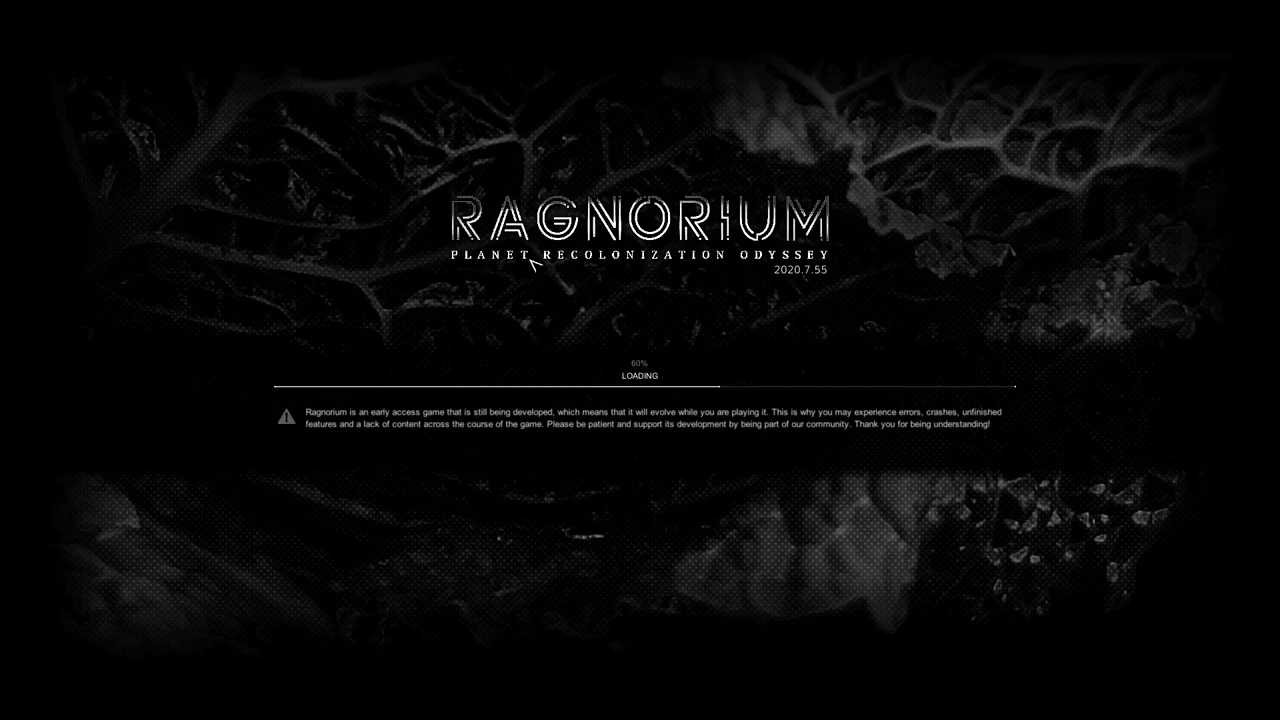 RAGNORIUM
PLANET RECOLONIZATION ODYSSEY
2020.7.55
60%
LOADING
Ragnorium is an early access game that is still being developed, which means that it will evolve while you are playing it. This is why you may experience errors, crashes, unfinished
features and a lack of content across the course of the game. Please be patient and support its development by being part of our community. Thank you for being understanding!